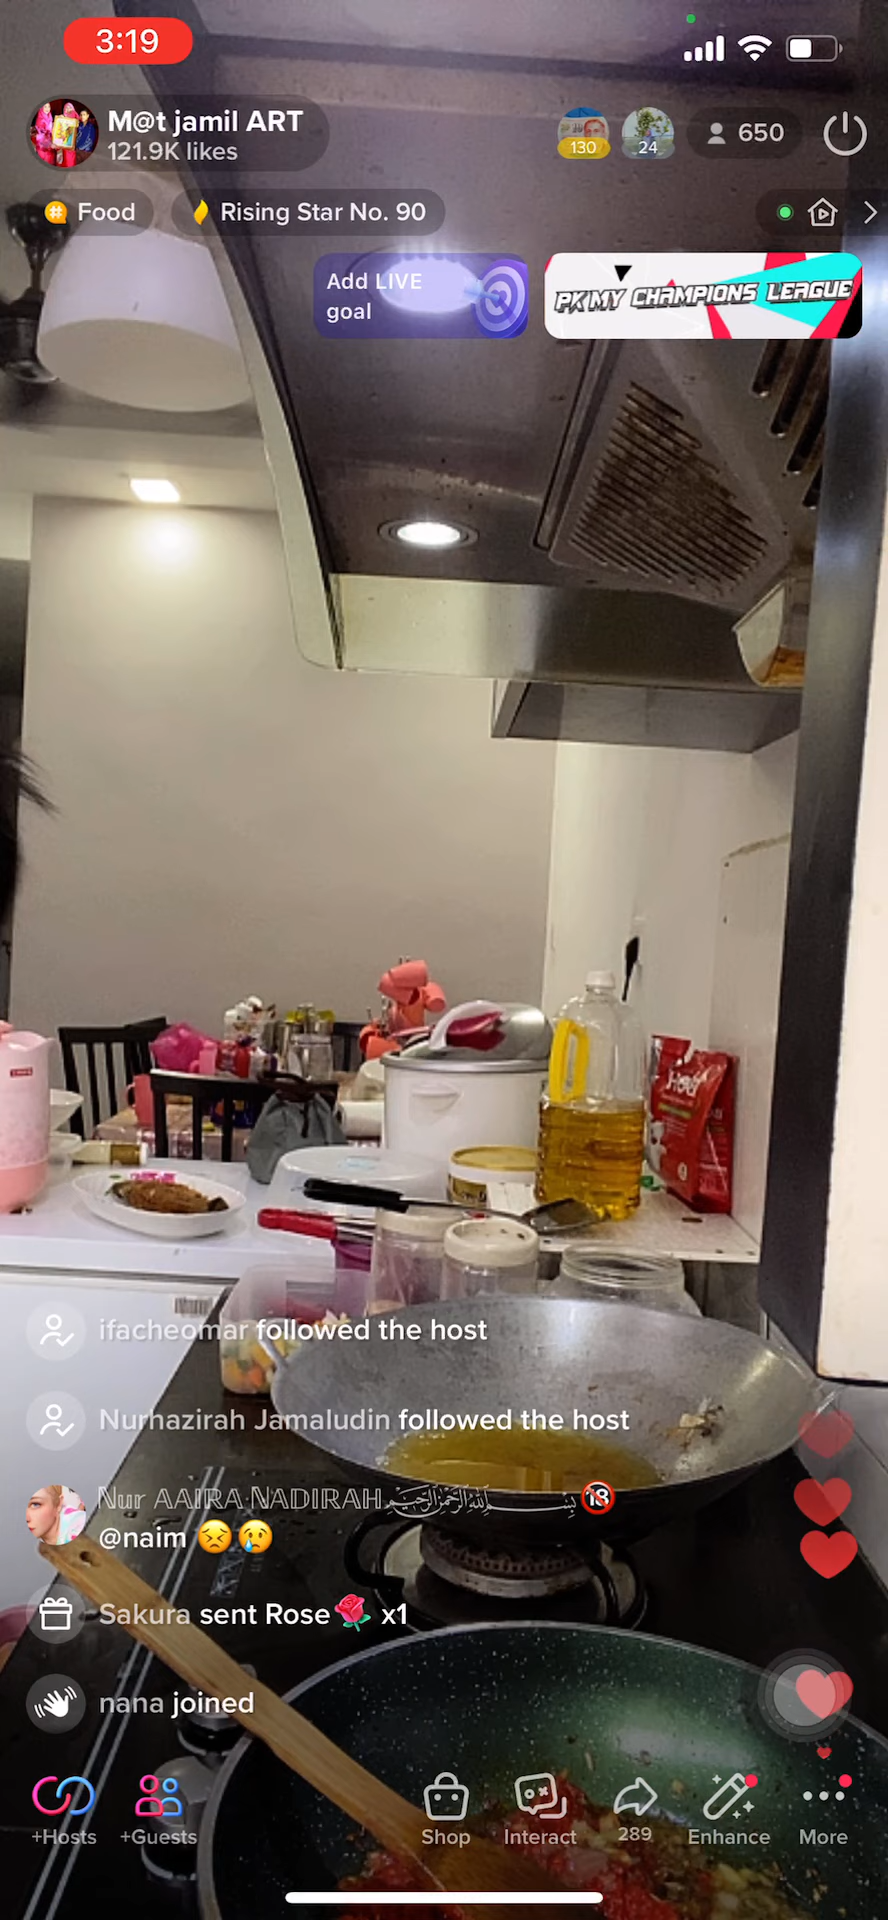 3:19
M@t jamil ART
121.9K likes
130
24
650
Food
Rising Star No. 90
Add LIVE
goal
PK MY CHAMPIONS LEAGUE
ifacheomar followed the host
Nurhazirah Jamaludin followed the host
Nur AAIRA NADIRAH ﷽ 🔞
@naim 😣😢
Sakura sent Rose🌹 x1
nana joined
+Hosts
+Guests
Shop
Interact
289
Enhance
More